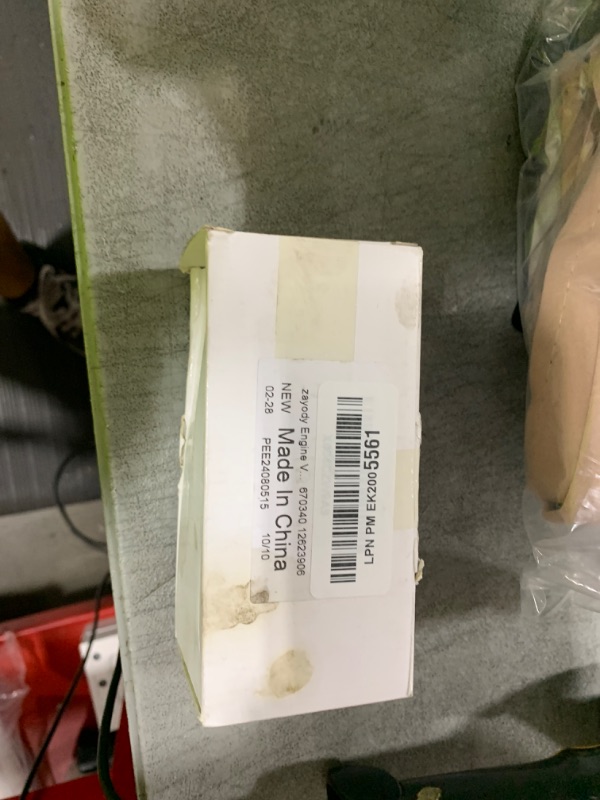 LPN PM EK2005561
zayody Engine V... 670340 12623906
NEW Made In China
02-28 PEE24080515 10/10